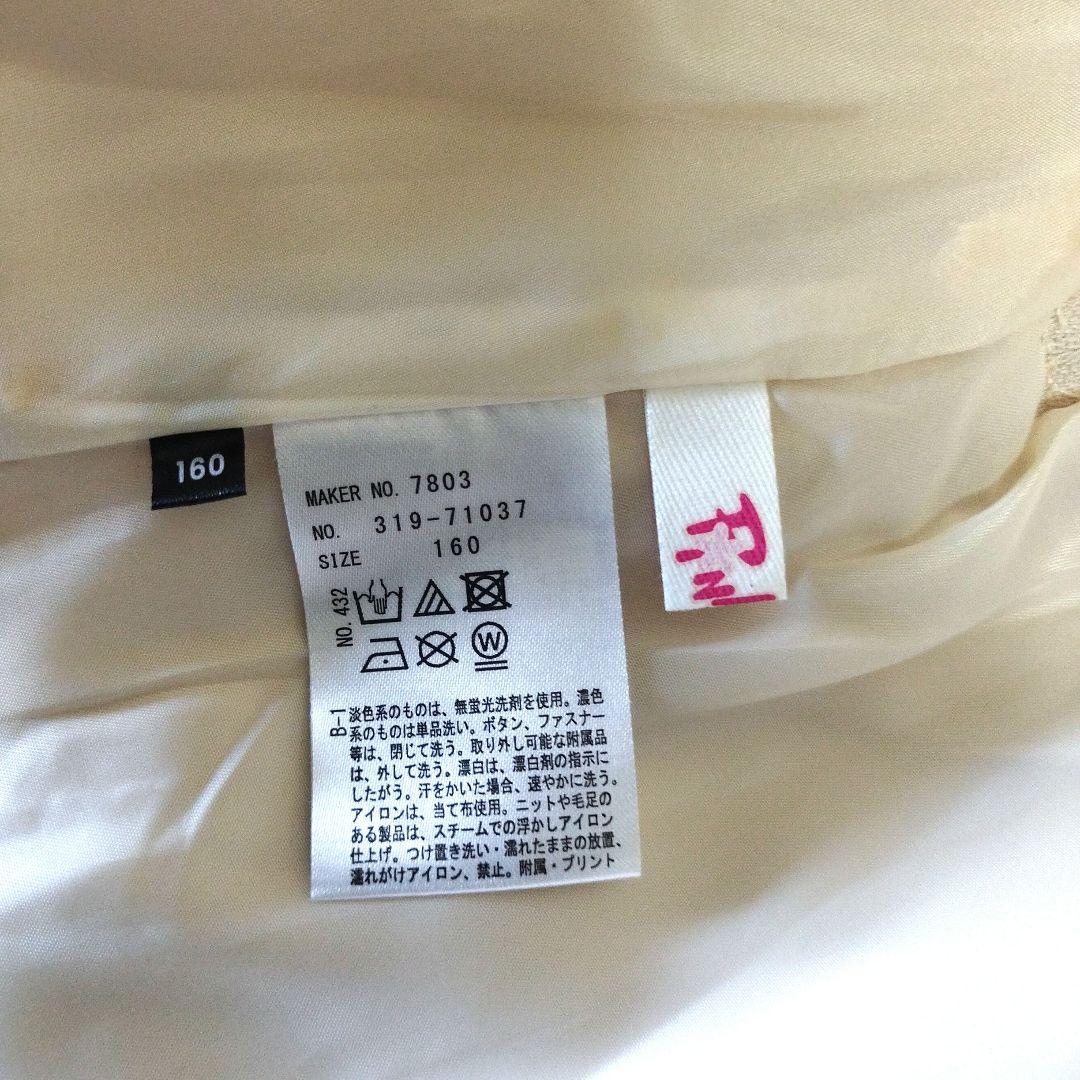 160
MAKER NO. 7803
NO. 319-71037
SIZE 160
NO. 432
W
B-1
淡色系のものは、無蛍光洗剤を使用。濃色
系のものは単品洗い。ボタン、ファスナー
等は、閉じて洗う。取り外し可能な附属品
は、外して洗う。漂白は、漂白剤の指示に
したがう。汗をかいた場合、速やかに洗う。
アイロンは、当て布使用。ニットや毛足の
ある製品は、スチームでの浮かしアイロン
仕上げ。つけ置き洗い・濡れたままの放置、
濡れがけアイロン、禁止。附属・プリント